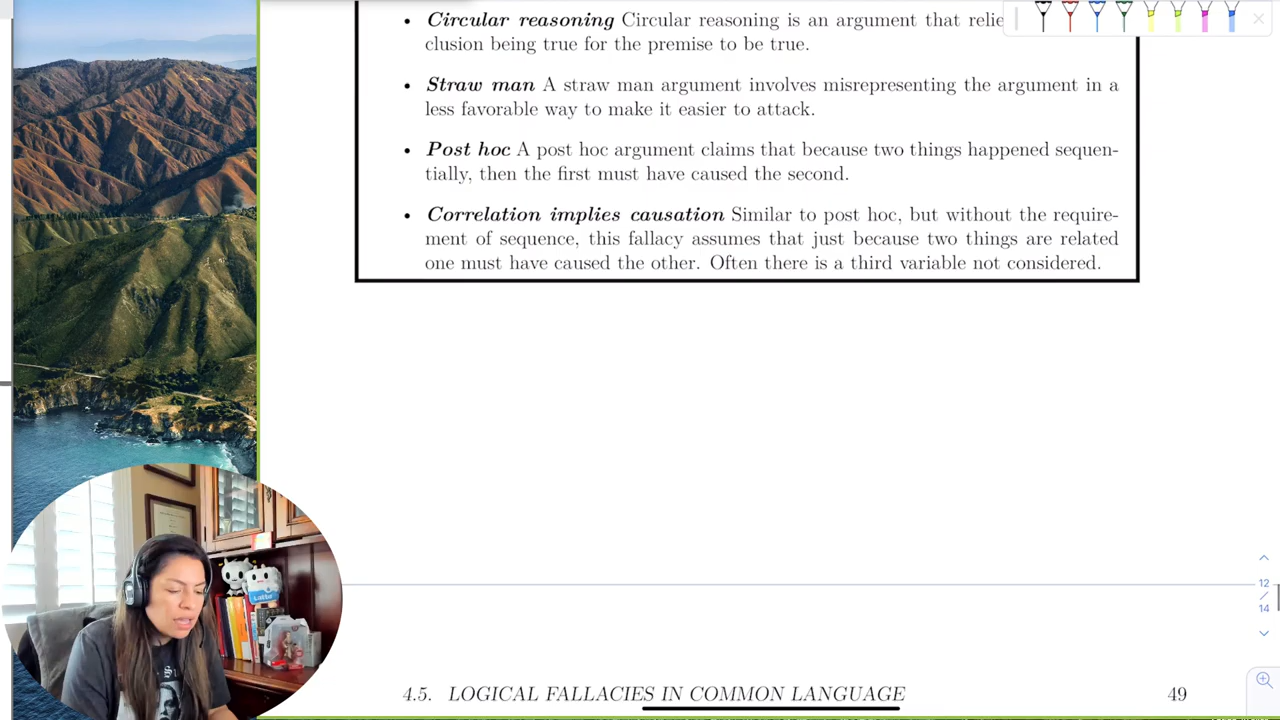 • Circular reasoning Circular reasoning is an argument that relie
clusion being true for the premise to be true.
• Straw man A straw man argument involves misrepresenting the argument in a
less favorable way to make it easier to attack.
• Post hoc A post hoc argument claims that because two things happened sequen-
tially, then the first must have caused the second.
• Correlation implies causation Similar to post hoc, but without the require-
ment of sequence, this fallacy assumes that just because two things are related
one must have caused the other. Often there is a third variable not considered.
12
/
14
4.5. LOGICAL FALLACIES IN COMMON LANGUAGE 49